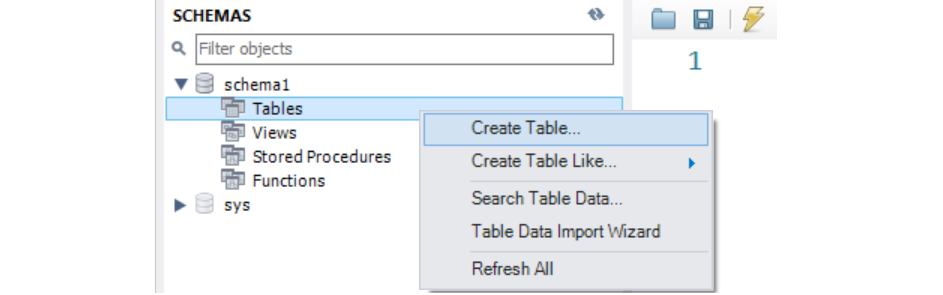 SCHEMAS
Filter objects
schema1
Tables
Views
Stored Procedures
Functions
sys
1
Create Table...
Create Table Like...
Search Table Data...
Table Data Import Wizard
Refresh All